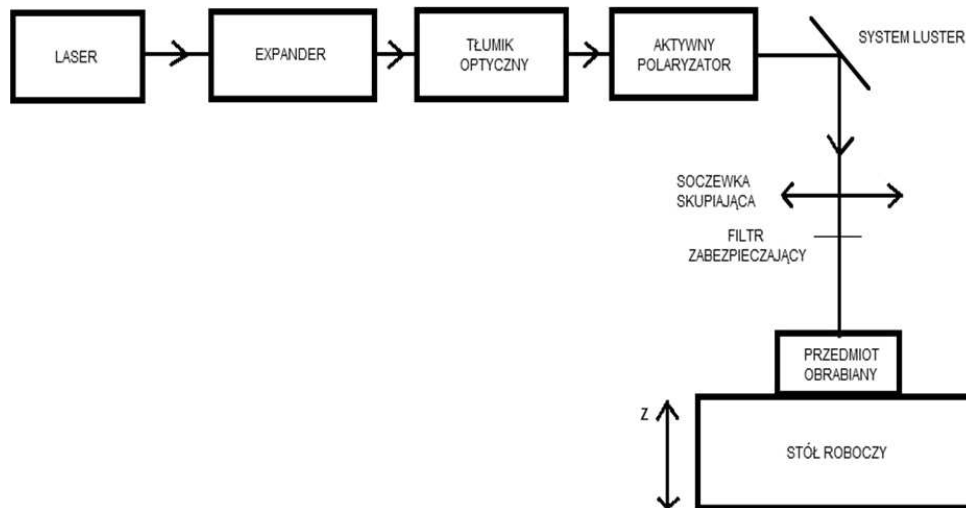 LASER
EXPANDER
TŁUMIK
OPTYCZNY
AKTYWNY
POLARYZATOR
SYSTEM LUSTER
SOCZEWKA
SKUPIAJĄCA
FILTR
ZABEZPIECZAJĄCY
PRZEDMIOT
OBRABIANY
Z
STÓŁ ROBOCZY